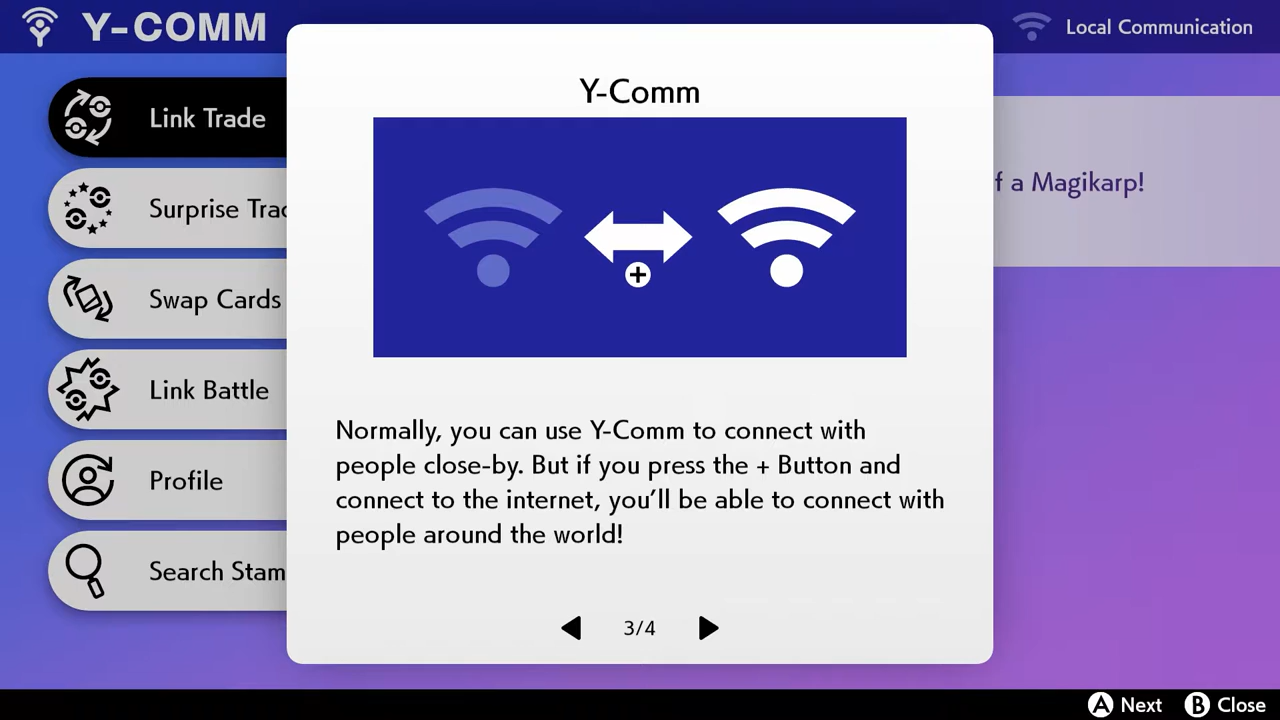 Y-COMM
Local Communication
Link Trade
Surprise Trad
Swap Cards
Link Battle
Profile
Search Stam
f a Magikarp!
Y-Comm
Normally, you can use Y-Comm to connect with
people close-by. But if you press the + Button and
connect to the internet, you'll be able to connect with
people around the world!
3/4
A Next B Close